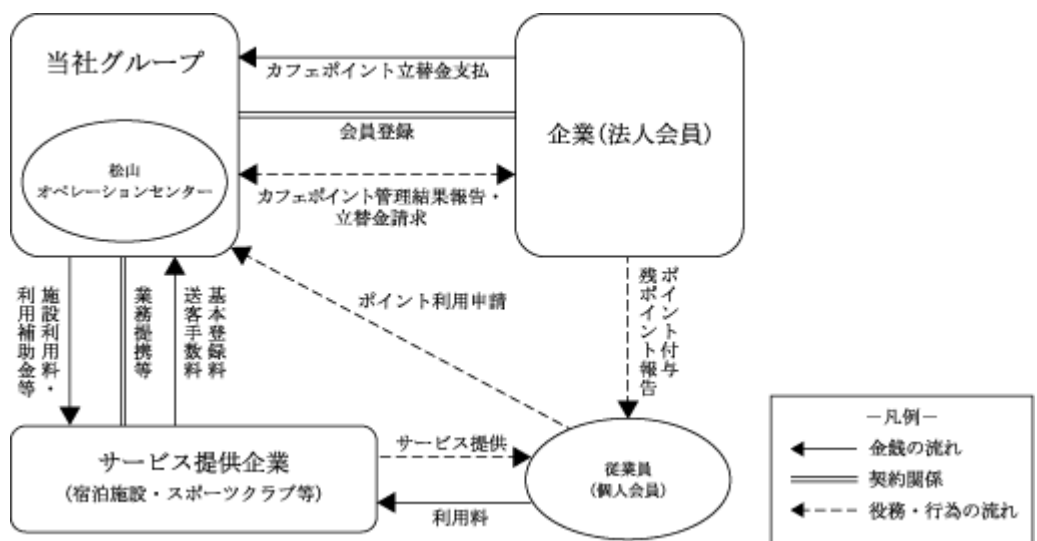 当社グループ
松山
オペレーションセンター
カフェポイント立替金支払
会員登録
カフェポイント管理結果報告・
立替金請求
企業(法人会員)
ポイント利用申請
ポイント付与
残ポイント報告
施設利用料・
利用補助金等
業務提携等
基本登録料
送客手数料
サービス提供企業
(宿泊施設・スポーツクラブ等)
サービス提供
利用料
従業員
(個人会員)
－凡例－
金銭の流れ
契約関係
役務・行為の流れ